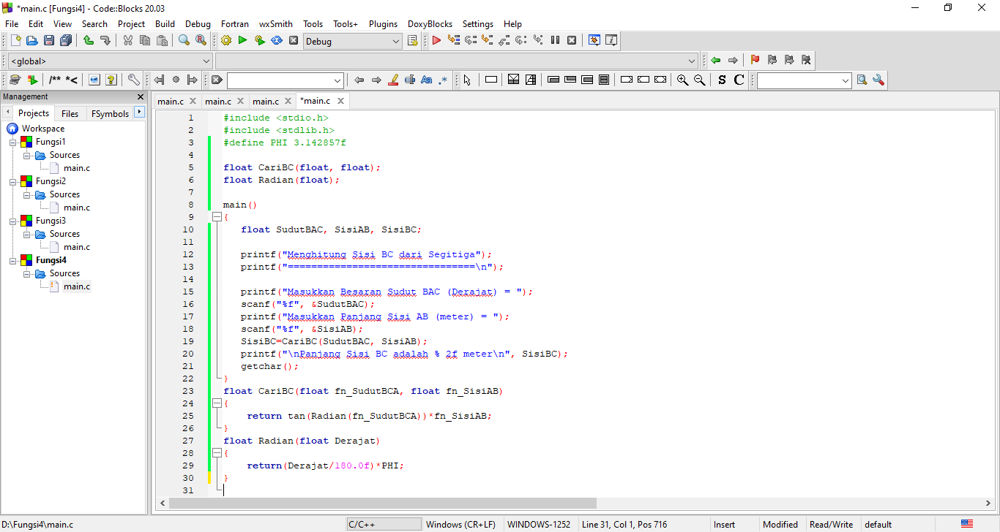 *main.c [Fungsi4] - Code::Blocks 20.03
File Edit View Search Project Build Debug Fortran wxSmith Tools Tools+ Plugins DoxyBlocks Settings Help
Debug
<global>
/** *< Aa .* S C
Management
Projects Files FSymbols
main.c main.c main.c *main.c
Workspace
Fungsi1
Sources
main.c
Fungsi2
Sources
main.c
Fungsi3
Sources
main.c
Fungsi4
Sources
main.c
1 #include <stdio.h>
2 #include <stdlib.h>
3 #define PHI 3.142857f
4
5 float CariBC(float, float);
6 float Radian(float);
7
8 main()
9 {
10 float SudutBAC, SisiAB, SisiBC;
11
12 printf("Menghitung Sisi BC dari Segitiga");
13 printf("================================\n");
14
15 printf("Masukkan Besaran Sudut BAC (Derajat) = ");
16 scanf("%f", &SudutBAC);
17 printf("Masukkan Panjang Sisi AB (meter) = ");
18 scanf("%f", &SisiAB);
19 SisiBC=CariBC(SudutBAC, SisiAB);
20 printf("\nPanjang Sisi BC adalah % 2f meter\n", SisiBC);
21 getchar();
22 }
23 float CariBC(float fn_SudutBCA, float fn_SisiAB)
24 {
25 return tan(Radian(fn_SudutBCA))*fn_SisiAB;
26 }
27 float Radian(float Derajat)
28 {
29 return(Derajat/180.0f)*PHI;
30 }
31
D:\Fungsi4\main.c C/C++ Windows (CR+LF) WINDOWS-1252 Line 31, Col 1, Pos 716 Insert Modified Read/Write default